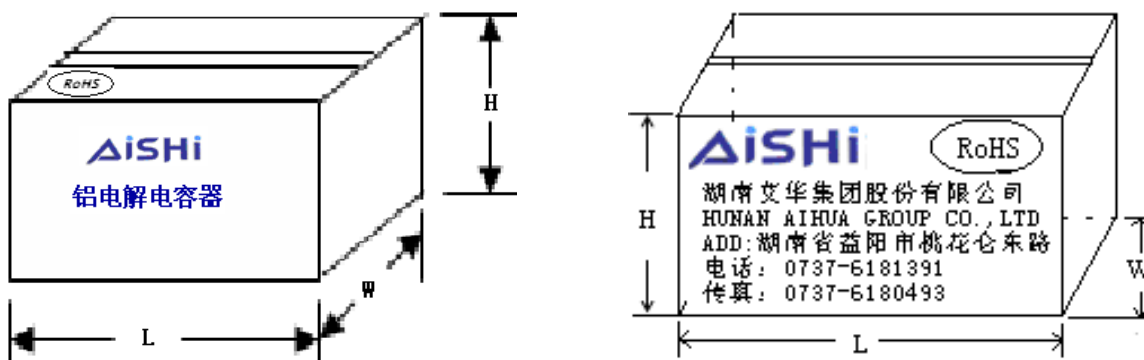 RoHS
AiSHi
铝电解电容器
H
W
L
AiSHi
RoHS
湖南艾华集团股份有限公司
HUNAN AIHUA GROUP CO.,LTD
ADD:湖南省益阳市桃花仑东路
电话: 0737-6181391
传真: 0737-6180493
H
W
L